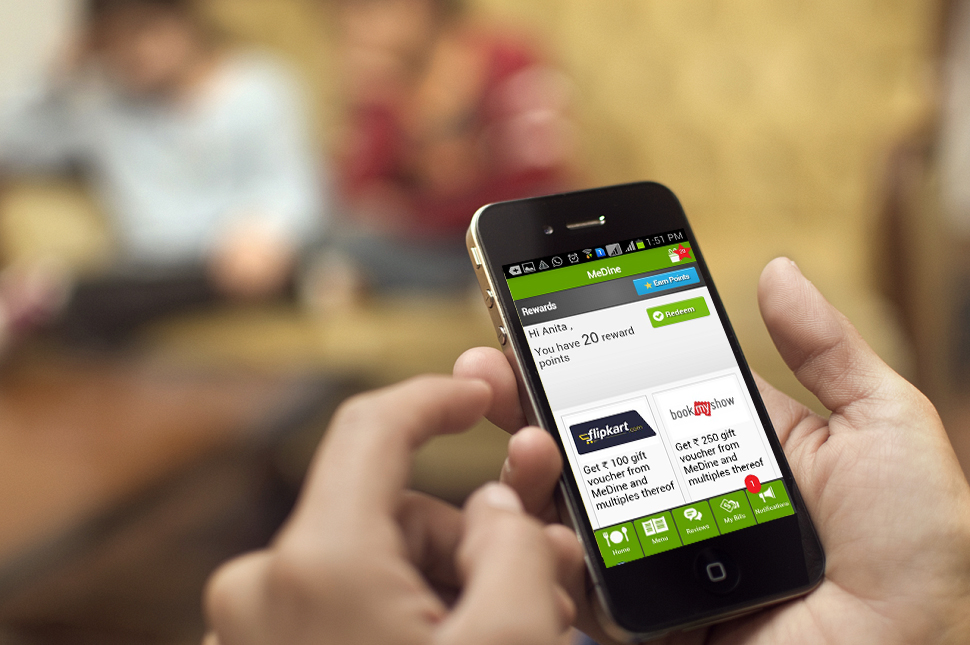 1:51 PM
MeDine
20
Rewards
Earn Points
Hi Anita ,
Redeem
You have 20 reward
points
flipkart.com
bookmyshow
Get ₹ 100 gift
voucher from
MeDine and
multiples thereof
Get ₹ 250 gift
voucher from
MeDine and
multiples thereof
1
Home
Menu
Reviews
My Bills
Notifications